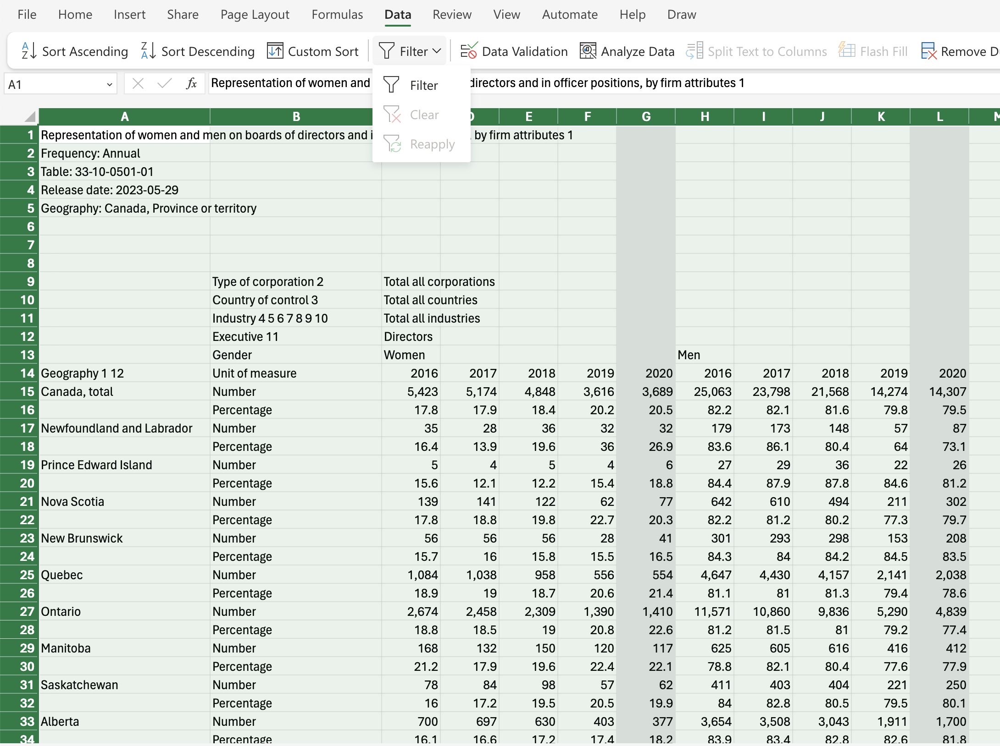 File Home Insert Share Page Layout Formulas Data Review View Automate Help Draw
Sort Ascending Sort Descending Custom Sort Filter Data Validation Analyze Data Split Text to Columns Flash Fill Remove D
A1 fx Representation of women and directors and in officer positions, by firm attributes 1
Filter
Clear
Reapply
A B D E F G H I J K L M
1 Representation of women and men on boards of directors and i , by firm attributes 1
2 Frequency: Annual
3 Table: 33-10-0501-01
4 Release date: 2023-05-29
5 Geography: Canada, Province or territory
6
7
8
9 Type of corporation 2 Total all corporations
10 Country of control 3 Total all countries
11 Industry 4 5 6 7 8 9 10 Total all industries
12 Executive 11 Directors
13 Gender Women Men
14 Geography 1 12 Unit of measure 2016 2017 2018 2019 2020 2016 2017 2018 2019 2020
15 Canada, total Number 5,423 5,174 4,848 3,616 3,689 25,063 23,798 21,568 14,274 14,307
16 Percentage 17.8 17.9 18.4 20.2 20.5 82.2 82.1 81.6 79.8 79.5
17 Newfoundland and Labrador Number 35 28 36 32 32 179 173 148 57 87
18 Percentage 16.4 13.9 19.6 36 26.9 83.6 86.1 80.4 64 73.1
19 Prince Edward Island Number 5 4 5 4 6 27 29 36 22 26
20 Percentage 15.6 12.1 12.2 15.4 18.8 84.4 87.9 87.8 84.6 81.2
21 Nova Scotia Number 139 141 122 62 77 642 610 494 211 302
22 Percentage 17.8 18.8 19.8 22.7 20.3 82.2 81.2 80.2 77.3 79.7
23 New Brunswick Number 56 56 56 28 41 301 293 298 153 208
24 Percentage 15.7 16 15.8 15.5 16.5 84.3 84 84.2 84.5 83.5
25 Quebec Number 1,084 1,038 958 556 554 4,647 4,430 4,157 2,141 2,038
26 Percentage 18.9 19 18.7 20.6 21.4 81.1 81 81.3 79.4 78.6
27 Ontario Number 2,674 2,458 2,309 1,390 1,410 11,571 10,860 9,836 5,290 4,839
28 Percentage 18.8 18.5 19 20.8 22.6 81.2 81.5 81 79.2 77.4
29 Manitoba Number 168 132 150 120 117 625 605 616 416 412
30 Percentage 21.2 17.9 19.6 22.4 22.1 78.8 82.1 80.4 77.6 77.9
31 Saskatchewan Number 78 84 98 57 62 411 403 404 221 250
32 Percentage 16 17.2 19.5 20.5 19.9 84 82.8 80.5 79.5 80.1
33 Alberta Number 700 697 630 403 377 3,654 3,508 3,043 1,911 1,700
34 Percentage 16.1 16.6 17.2 17.4 18.2 83.9 83.4 82.8 82.6 81.8